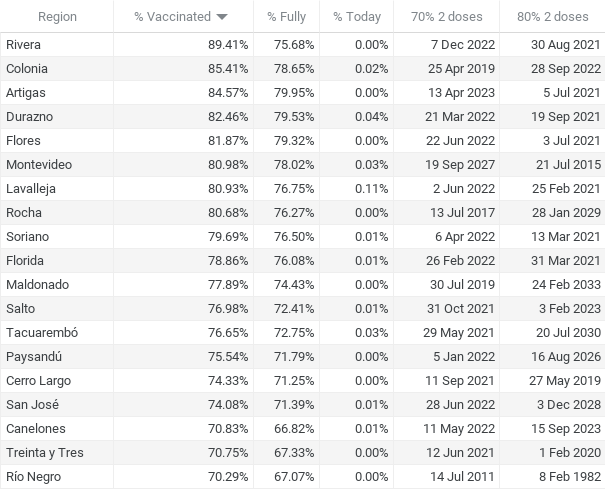 Region % Vaccinated % Fully % Today 70% 2 doses 80% 2 doses
Rivera 89.41% 75.68% 0.00% 7 Dec 2022 30 Aug 2021
Colonia 85.41% 78.65% 0.02% 25 Apr 2019 28 Sep 2022
Artigas 84.57% 79.95% 0.00% 13 Apr 2023 5 Jul 2021
Durazno 82.46% 79.53% 0.04% 21 Mar 2022 19 Sep 2021
Flores 81.87% 79.32% 0.00% 22 Jun 2022 3 Jul 2021
Montevideo 80.98% 78.02% 0.03% 19 Sep 2027 21 Jul 2015
Lavalleja 80.93% 76.75% 0.11% 2 Jun 2022 25 Feb 2021
Rocha 80.68% 76.27% 0.00% 13 Jul 2017 28 Jan 2029
Soriano 79.69% 76.50% 0.01% 6 Apr 2022 13 Mar 2021
Florida 78.86% 76.08% 0.01% 26 Feb 2022 31 Mar 2021
Maldonado 77.89% 74.43% 0.00% 30 Jul 2019 24 Feb 2033
Salto 76.98% 72.41% 0.01% 31 Oct 2021 3 Feb 2023
Tacuarembó 76.65% 72.75% 0.03% 29 May 2021 20 Jul 2030
Paysandú 75.54% 71.79% 0.00% 5 Jan 2022 16 Aug 2026
Cerro Largo 74.33% 71.25% 0.00% 11 Sep 2021 27 May 2019
San José 74.08% 71.39% 0.01% 28 Jun 2022 3 Dec 2028
Canelones 70.83% 66.82% 0.01% 11 May 2022 15 Sep 2023
Treinta y Tres 70.75% 67.33% 0.00% 12 Jun 2021 1 Feb 2020
Río Negro 70.29% 67.07% 0.00% 14 Jul 2011 8 Feb 1982